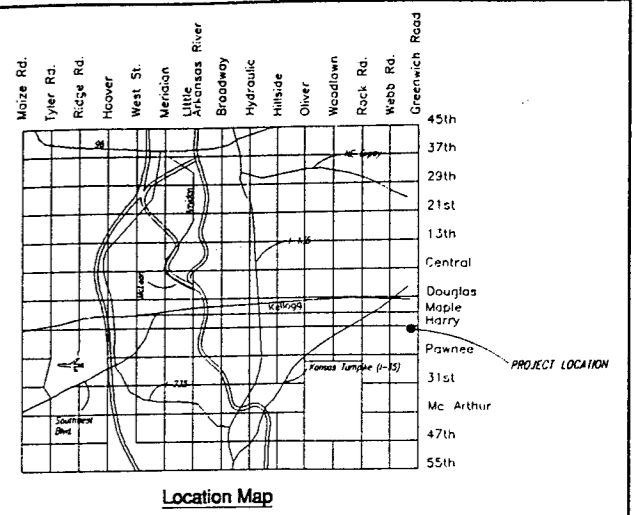 Maize Rd.
Tyler Rd.
Ridge Rd.
Hoover
West St.
Meridian
Little
Arkansas River
Broadway
Hydraulic
Hillside
Oliver
Woodlawn
Rock Rd.
Webb Rd.
Greenwich Road
45th
37th
29th
21st
13th
Central
Douglas
Maple
Harry
Pawnee
31st
Mc Arthur
47th
55th
96
I-135
McLean
Kellogg
Kansas Turnpike (I-35)
Southwest
Blvd.
PROJECT LOCATION
Location Map